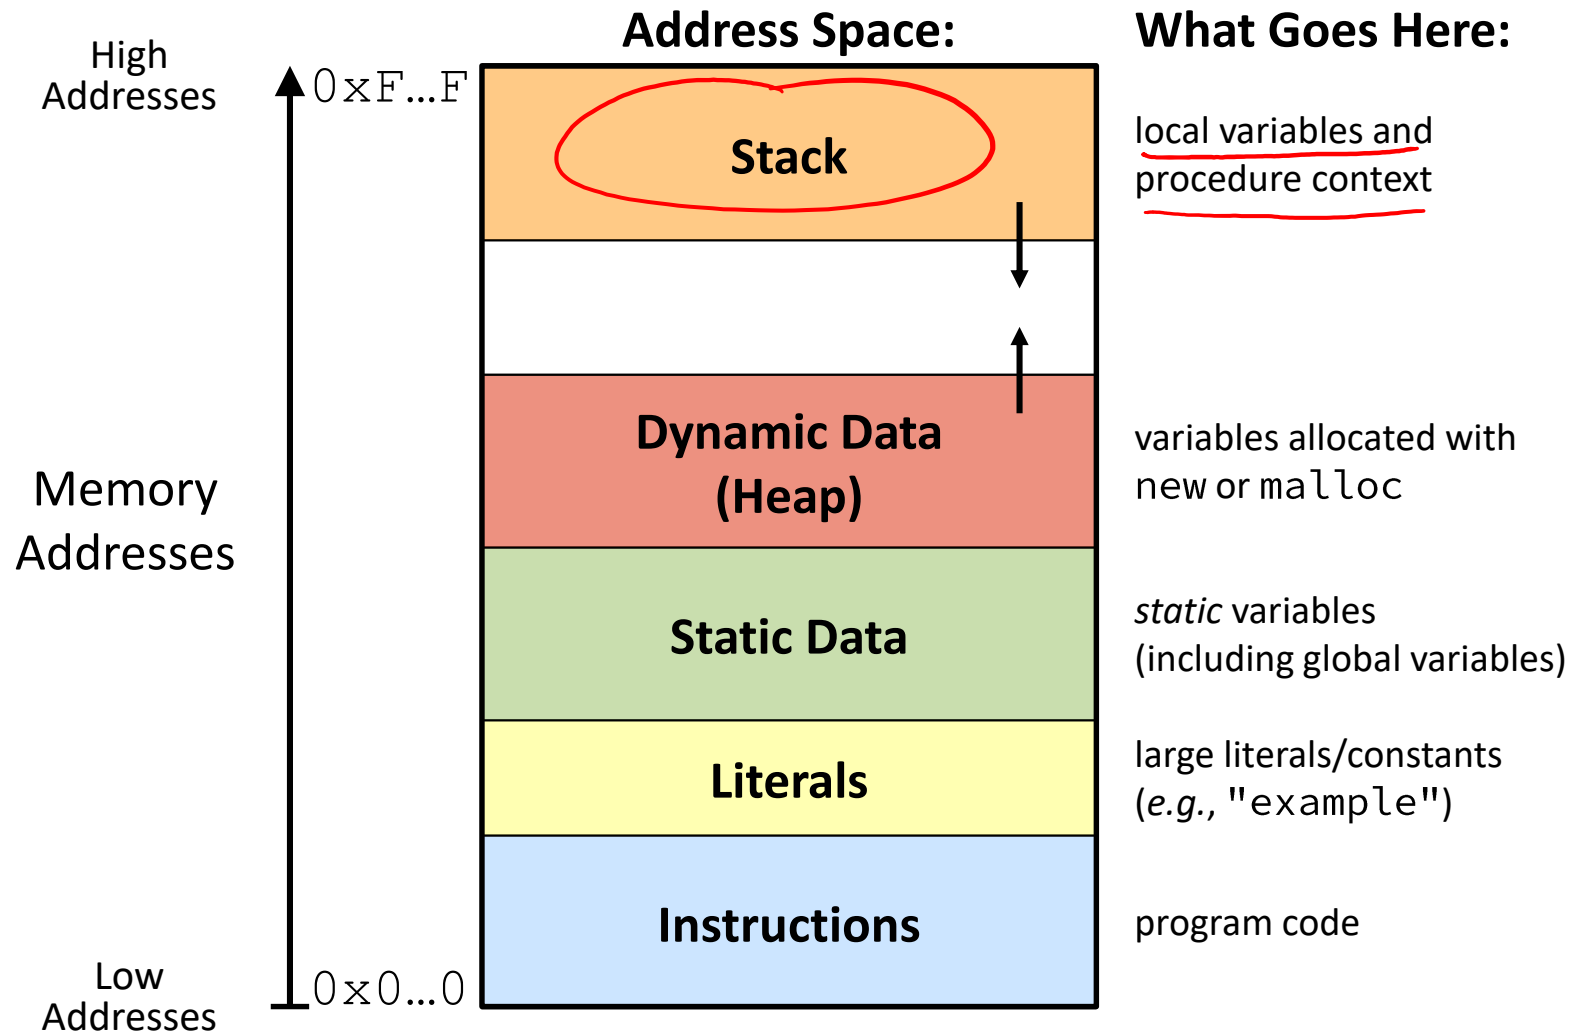 Address Space:
What Goes Here:
High
Addresses
0xF...F
Stack
local variables and
procedure context
Memory
Addresses
Dynamic Data
(Heap)
variables allocated with
new or malloc
Static Data
static variables
(including global variables)
Literals
large literals/constants
(e.g., "example")
Instructions
program code
Low
Addresses
0x0...0